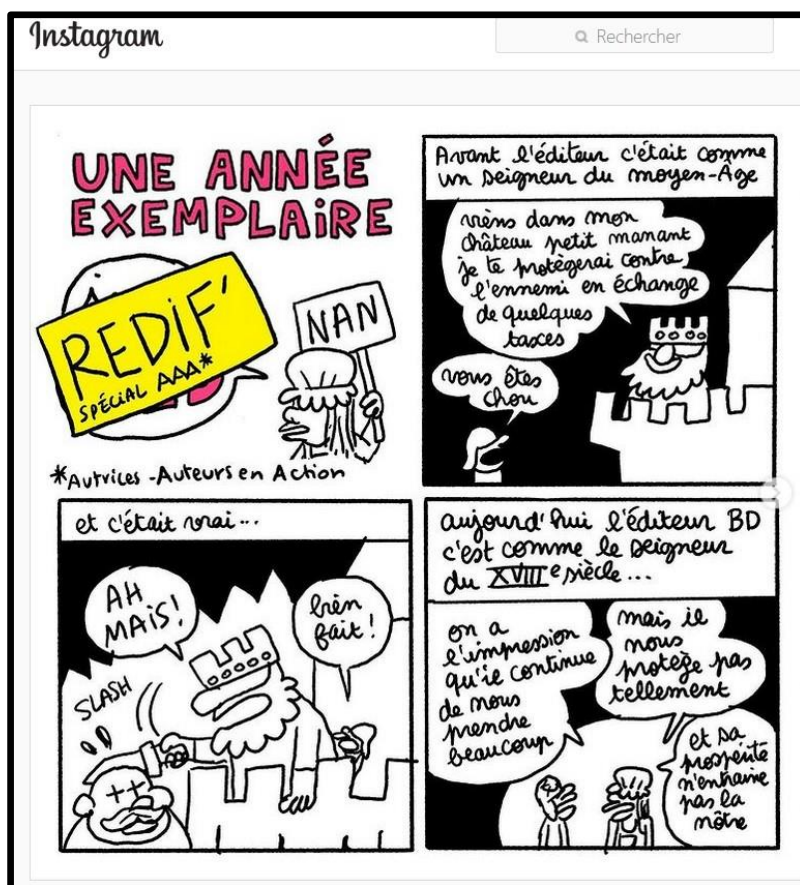 Instagram
Rechercher
UNE ANNÉE
EXEMPLAIRE
REDIF'
SPÉCIAL AAA*
NAN
*Autrices - Auteurs en Action
Avant l'éditeur c'était comme
un seigneur du moyen-Âge
viens dans mon
château petit manant
je te protègerai contre
l'ennemi en échange
de quelques
taxes
vous êtes
chou
et c'était vrai...
AH
MAIS!
bien
fait!
SLASH
aujourd'hui l'éditeur BD
c'est comme le seigneur
du XVIIIe siècle...
on a
l'impression
qu'il continue
de nous
prendre
beaucoup
mais il
nous
protège pas
tellement
et sa
prospérité
n'entraine
pas la
nôtre